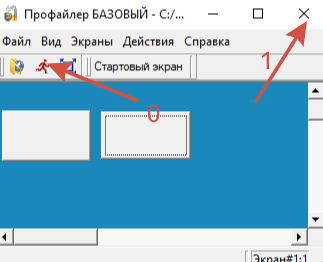 Профайлер БАЗОВЫЙ - C:/...
Файл Вид Экраны Действия Справка
Стартовый экран
1
0
Экран#1:1